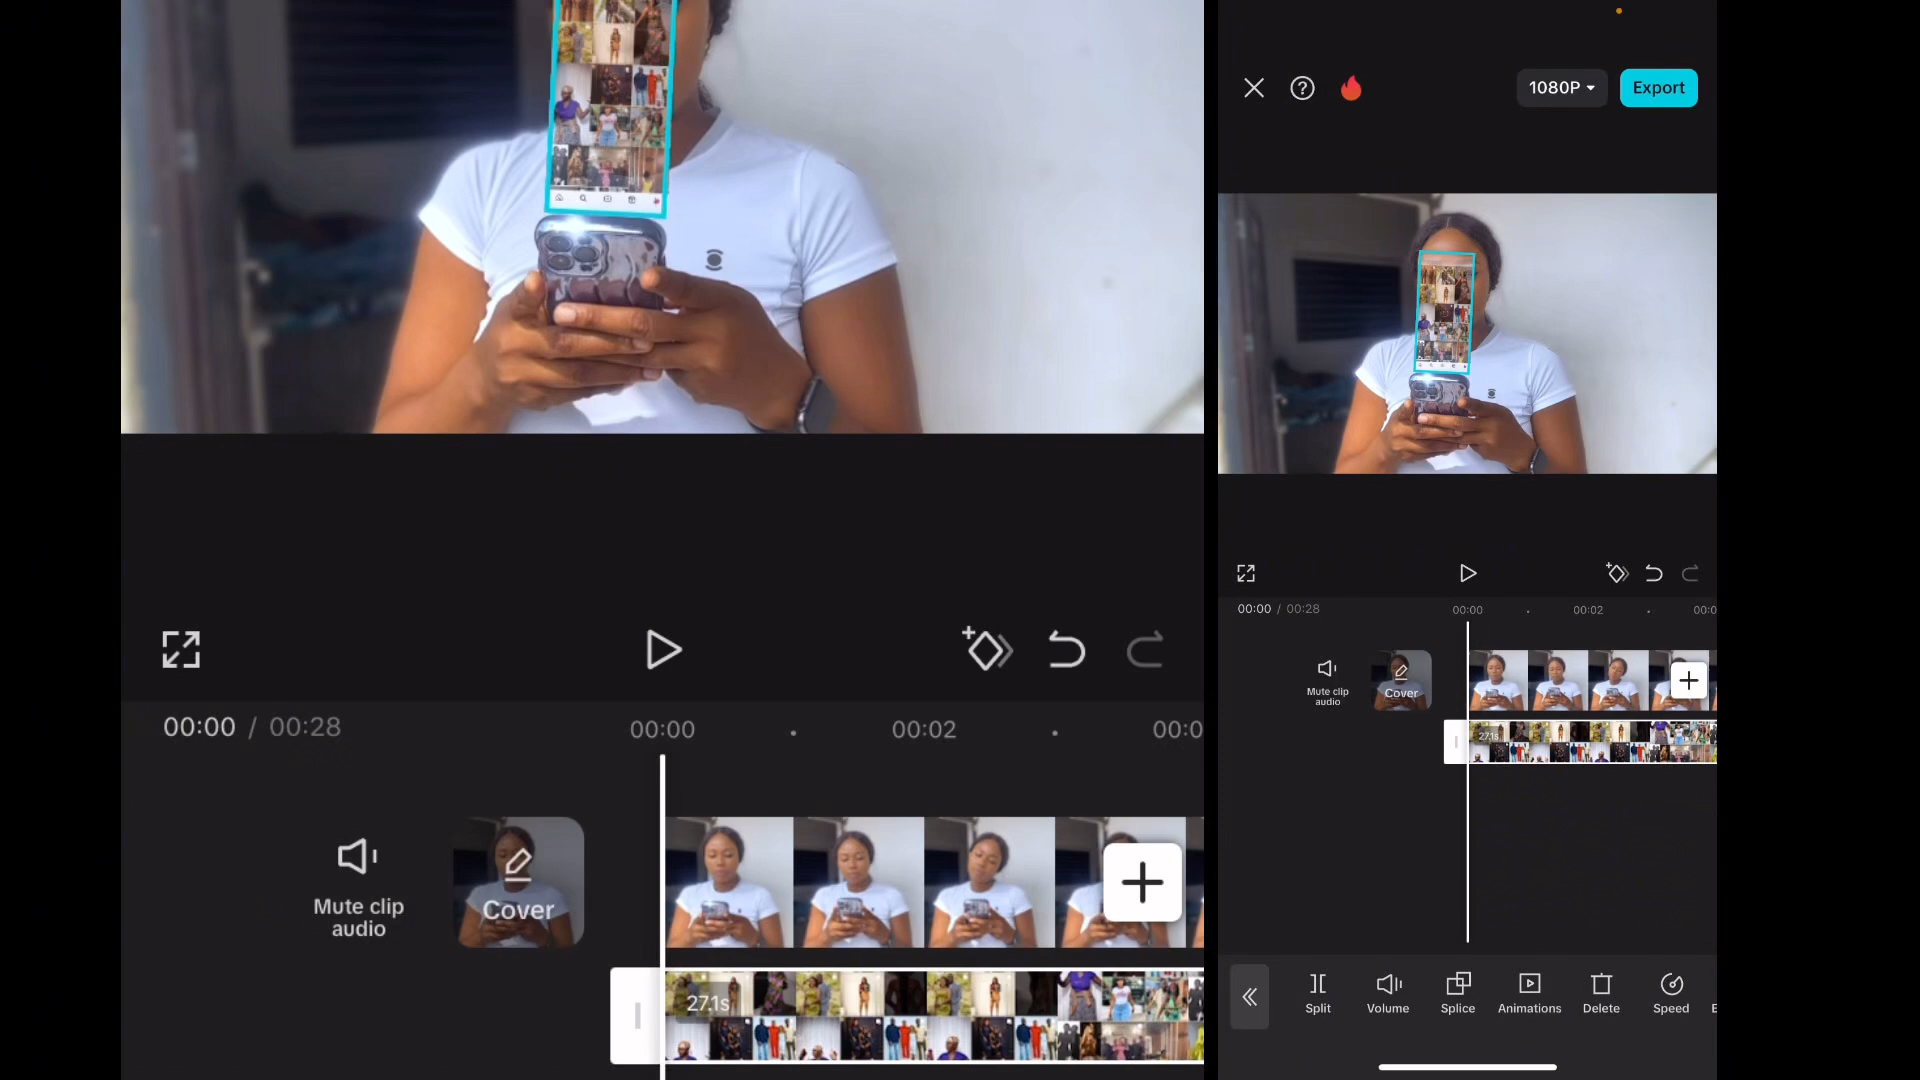 00:00 / 00:28
00:00
00:02
00:0
Mute clip
audio
Cover
27.1s
?
1080P
Export
00:00 / 00:28
00:00
00:02
00:0
Mute clip
audio
Cover
27.1s
Split
Volume
Splice
Animations
Delete
Speed
E